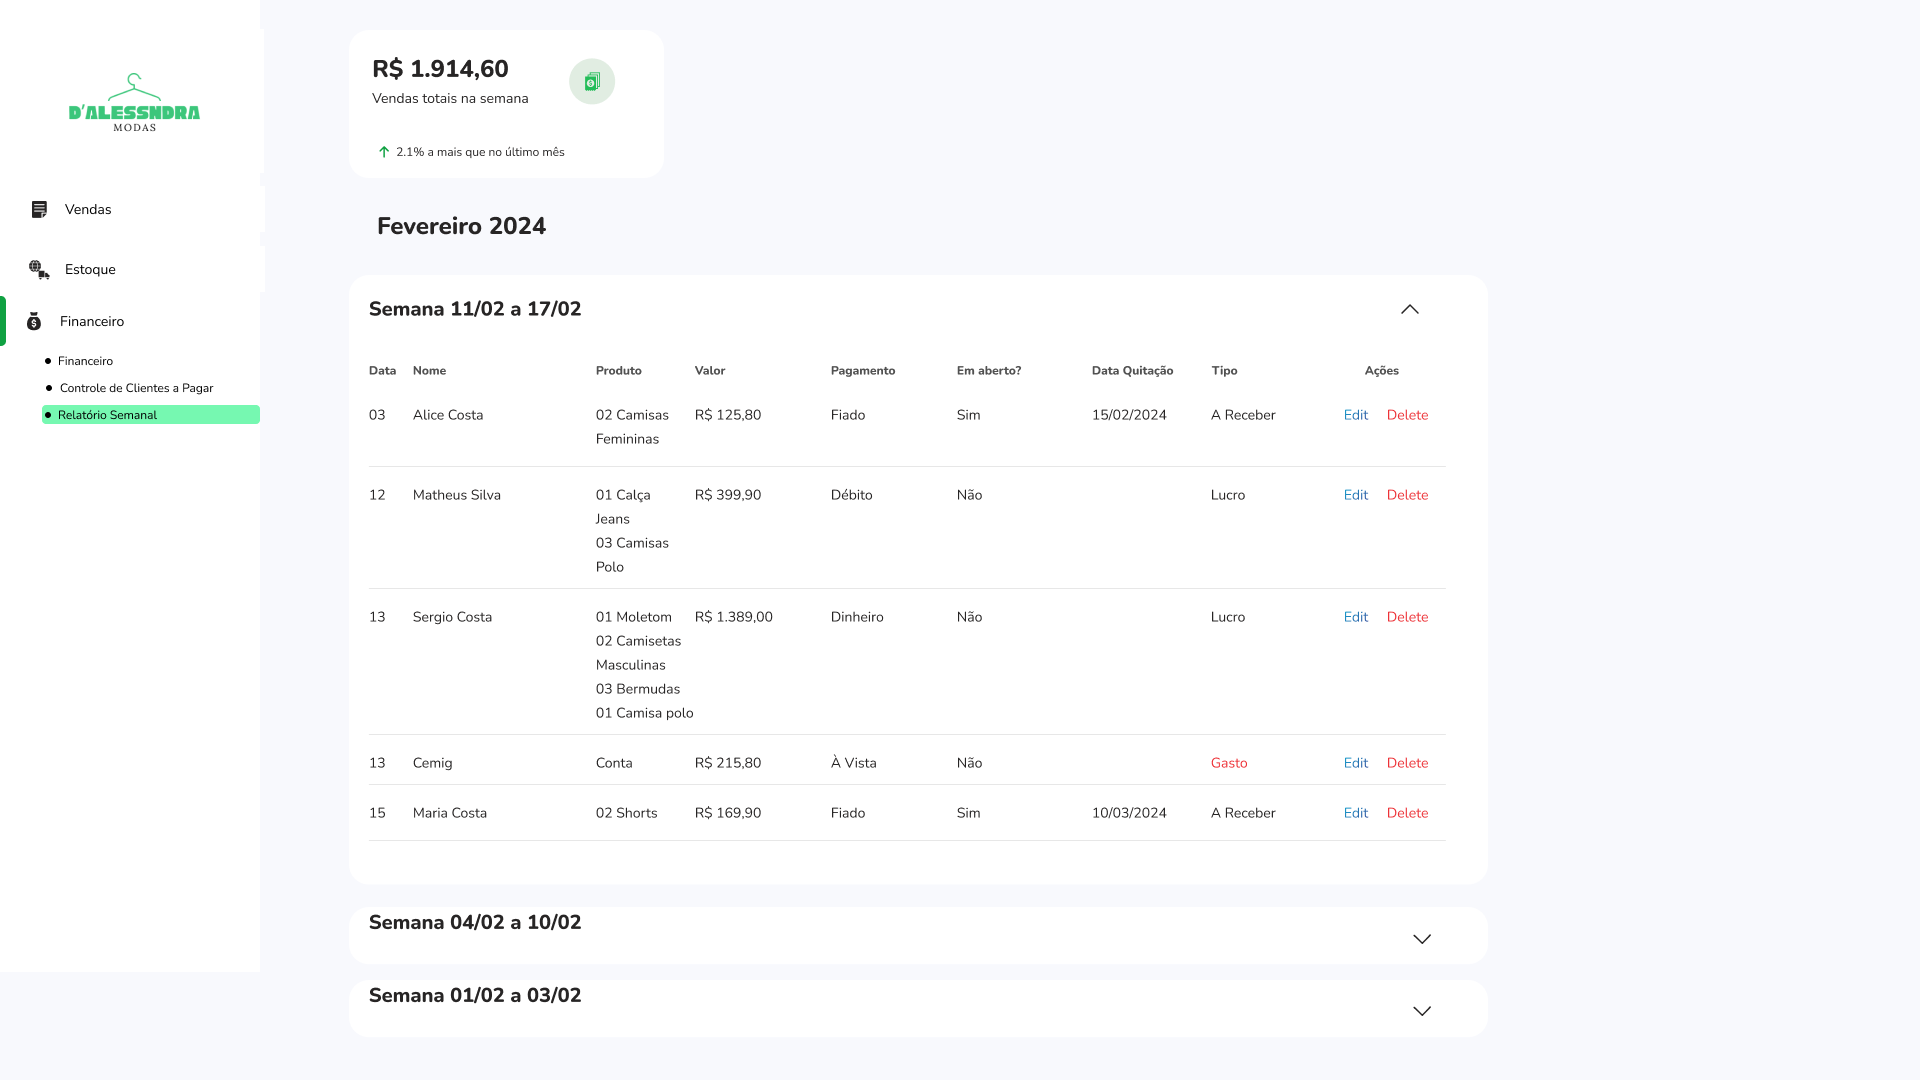 D'ALESSNDRA
MODAS
Vendas
Estoque
Financeiro
Financeiro
Controle de Clientes a Pagar
Relatório Semanal
R$ 1.914,60
Vendas totais na semana
2.1% a mais que no último mês
Fevereiro 2024
Semana 11/02 a 17/02
Data Nome Produto Valor Pagamento Em aberto? Data Quitação Tipo Ações
03 Alice Costa 02 Camisas R$ 125,80 Fiado Sim 15/02/2024 A Receber Edit Delete
Femininas
12 Matheus Silva 01 Calça R$ 399,90 Débito Não Lucro Edit Delete
Jeans
03 Camisas
Polo
13 Sergio Costa 01 Moletom R$ 1.389,00 Dinheiro Não Lucro Edit Delete
02 Camisetas
Masculinas
03 Bermudas
01 Camisa polo
13 Cemig Conta R$ 215,80 À Vista Não Gasto Edit Delete
15 Maria Costa 02 Shorts R$ 169,90 Fiado Sim 10/03/2024 A Receber Edit Delete
Semana 04/02 a 10/02
Semana 01/02 a 03/02